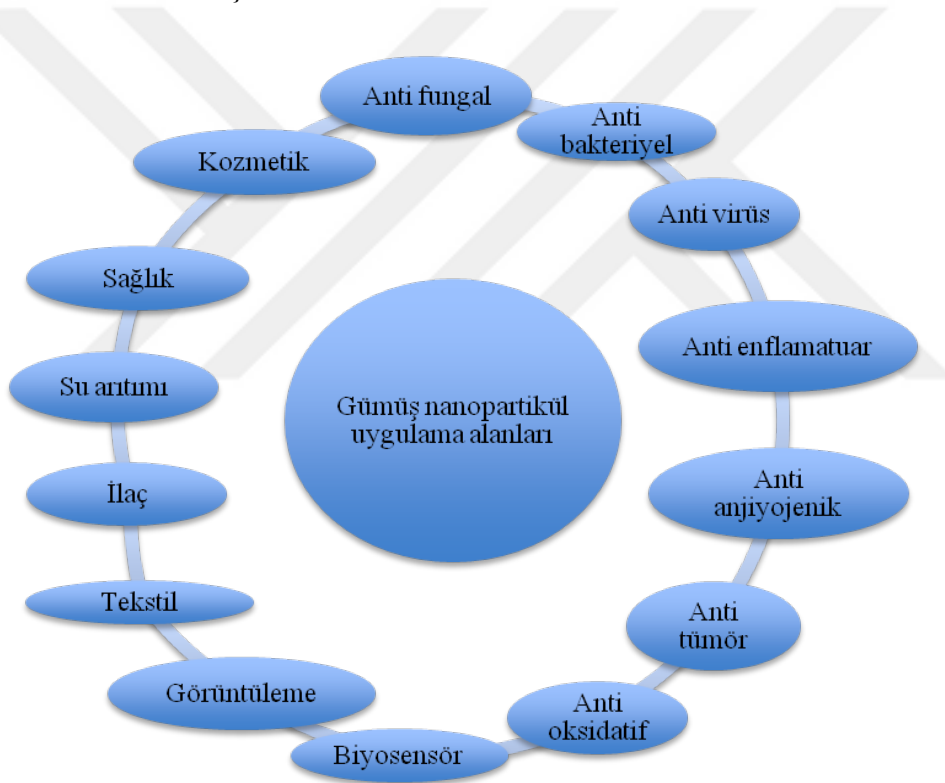 Anti fungal
Anti
bakteriyel
Anti virüs
Anti enflamatuar
Anti
anjiyojenik
Anti
tümör
Anti
oksidatif
Biyosensör
Görüntüleme
Tekstil
İlaç
Su arıtımı
Sağlık
Kozmetik
Gümüş nanopartikül
uygulama alanları